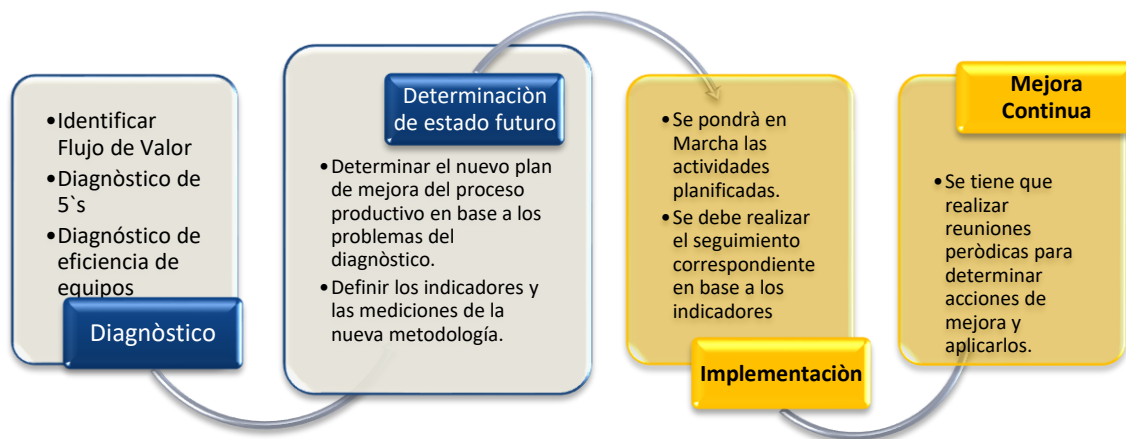 •Identificar
Flujo de Valor
•Diagnòstico de
5`s
•Diagnóstico de
eficiencia de
equipos
Diagnòstico
Determinaciòn
de estado futuro
•Determinar el nuevo plan
de mejora del proceso
productivo en base a los
problemas del
diagnòstico.
•Definir los indicadores y
las mediciones de la
nueva metodología.
•Se pondrà en
Marcha las
actividades
planificadas.
•Se debe realizar
el seguimiento
correspondiente
en base a los
indicadores
Implementaciòn
Mejora
Continua
•Se tiene que
realizar
reuniones
peròdicas para
determinar
acciones de
mejora y
aplicarlos.